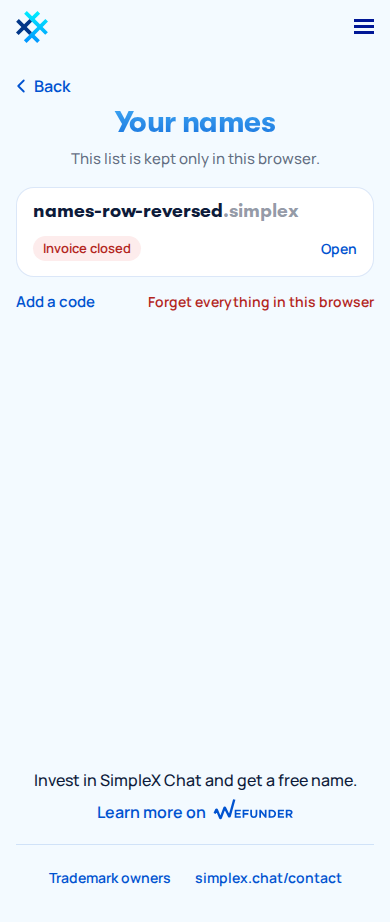 Back
Your names
This list is kept only in this browser.
names-row-reversed.simplex
Invoice closed
Open
Add a code
Forget everything in this browser
Invest in SimpleX Chat and get a free name.
Learn more on WEFUNDER
Trademark owners
simplex.chat/contact